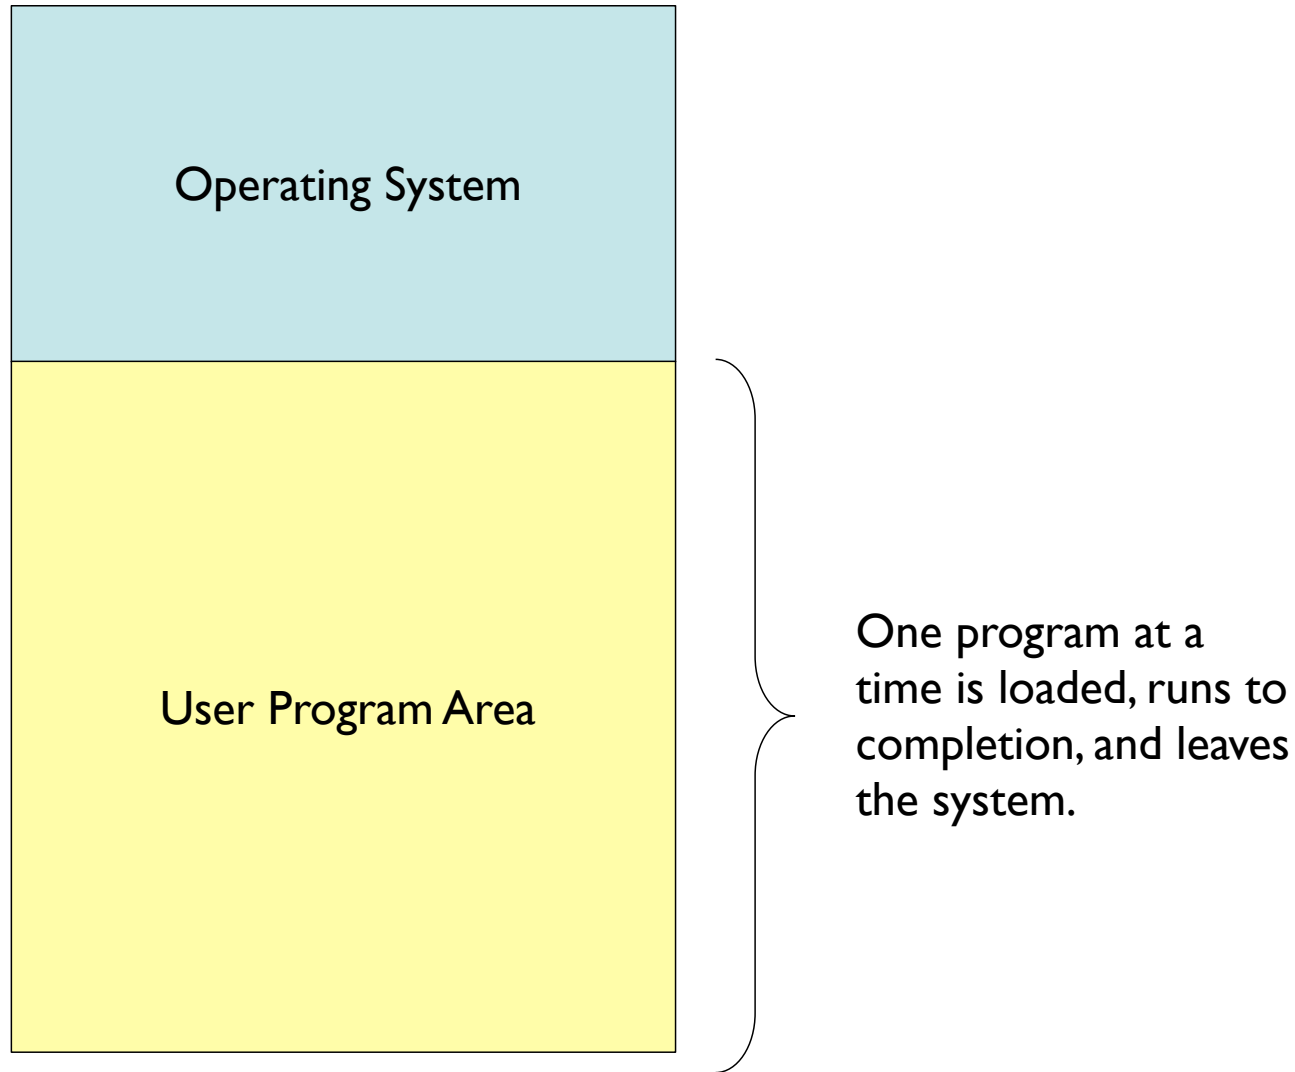 Operating System
User Program Area
One program at a
time is loaded, runs to
completion, and leaves
the system.